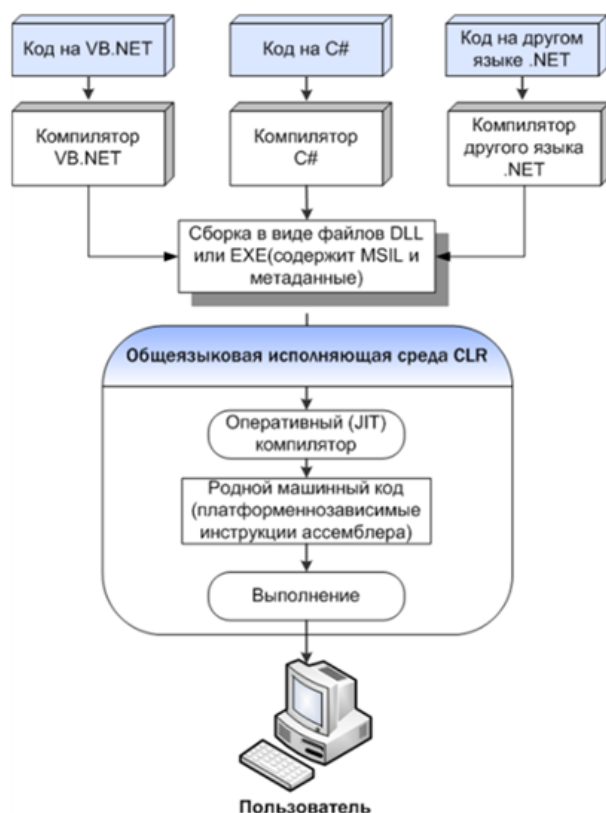 Код на VB.NET
Код на C#
Код на другом
языке .NET
Компилятор
VB.NET
Компилятор
C#
Компилятор
другого языка
.NET
Сборка в виде файлов DLL
или EXE(содержит MSIL и
метаданные)
Общеязыковая исполняющая среда CLR
Оперативный (JIT)
компилятор
Родной машинный код
(платформеннозависимые
инструкции ассемблера)
Выполнение
Пользователь